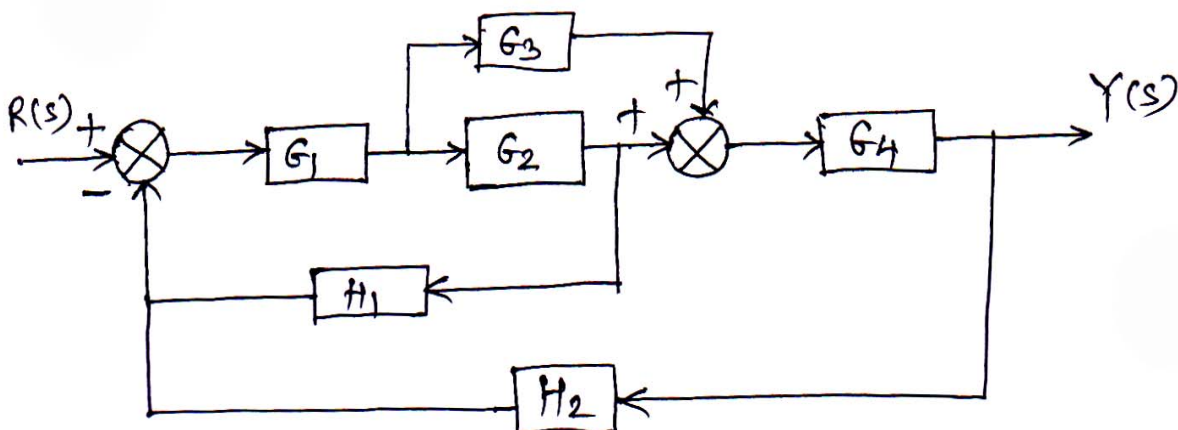 G3
R(s) + + + Y(s)
G1 G2 G4
-
H1
H2